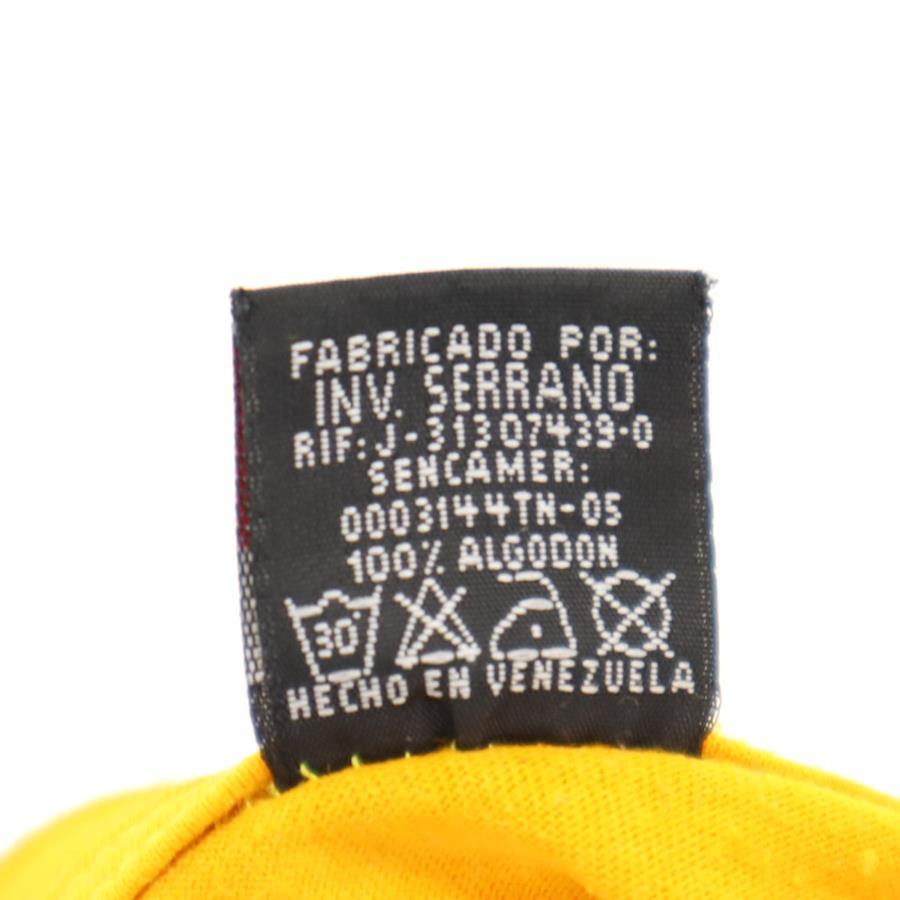 FABRICADO POR:
INV. SERRANO
RIF: J-31307439-0
SENCAMER:
0003144TN-05
100% ALGODON
30°
HECHO EN VENEZUELA